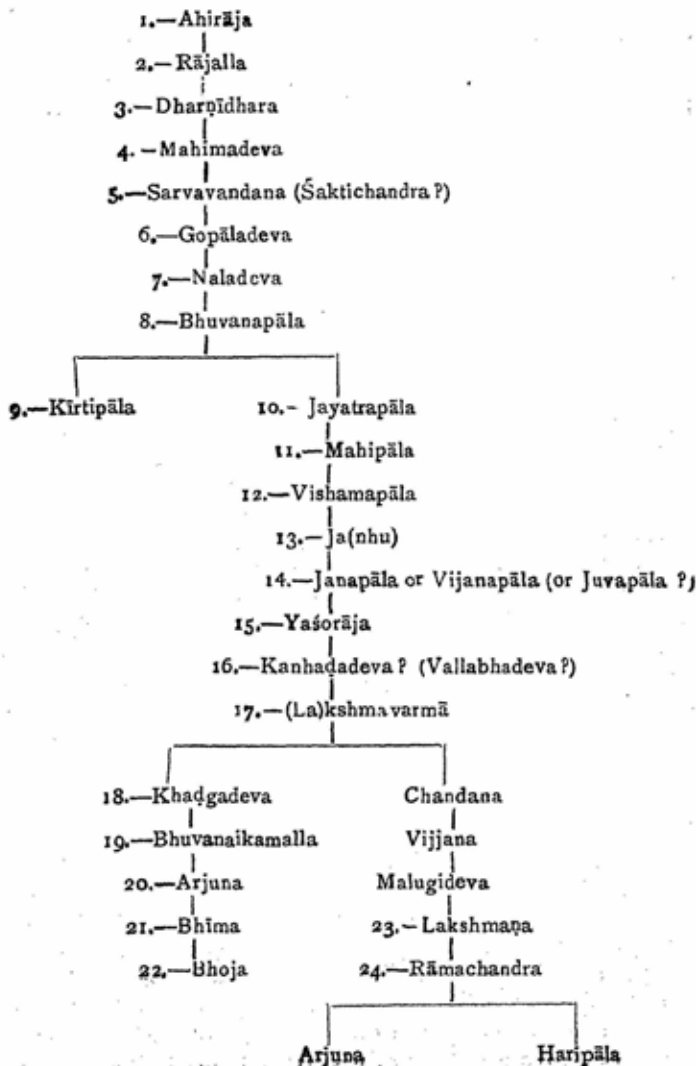 1.—Ahirāja
2.—Rājalla
3.—Dharṇīdhara
4.—Mahimadeva
5.—Sarvavandana (Śaktichandra?)
6.—Gopāladeva
7.—Naladeva
8.—Bhuvanapāla
9.—Kīrtipāla 10.- Jayatrapāla
11.—Mahipāla
12.—Vishamapāla
13.—Ja(nhu)
14.—Janapāla or Vijanapāla (or Juvapāla ?)
15.—Yaśorāja
16.—Kanhaḍadeva? (Vallabhadeva?)
17.—(La)kshmavarmā
18.—Khaḍgadeva Chandana
19.—Bhuvanaikamalla Vijjana
20.—Arjuna Malugideva
21.—Bhīma 23.- Lakshmaṇa
22.—Bhoja 24.—Rāmachandra
Arjuna Haripāla